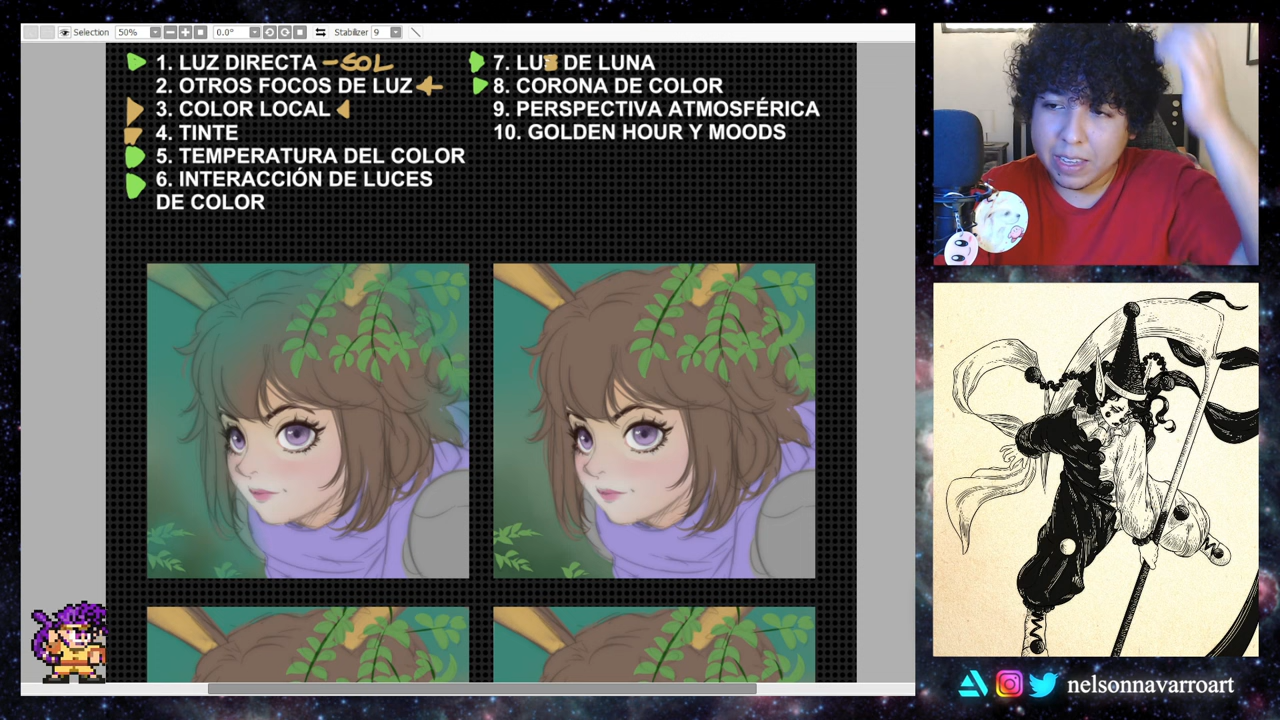 Selection 50% 0.0° Stabilizer 9
1. LUZ DIRECTA - SOL
2. OTROS FOCOS DE LUZ
3. COLOR LOCAL
4. TINTE
5. TEMPERATURA DEL COLOR
6. INTERACCIÓN DE LUCES
DE COLOR
7. LUZ DE LUNA
8. CORONA DE COLOR
9. PERSPECTIVA ATMOSFÉRICA
10. GOLDEN HOUR Y MOODS
nelsonnavarroart